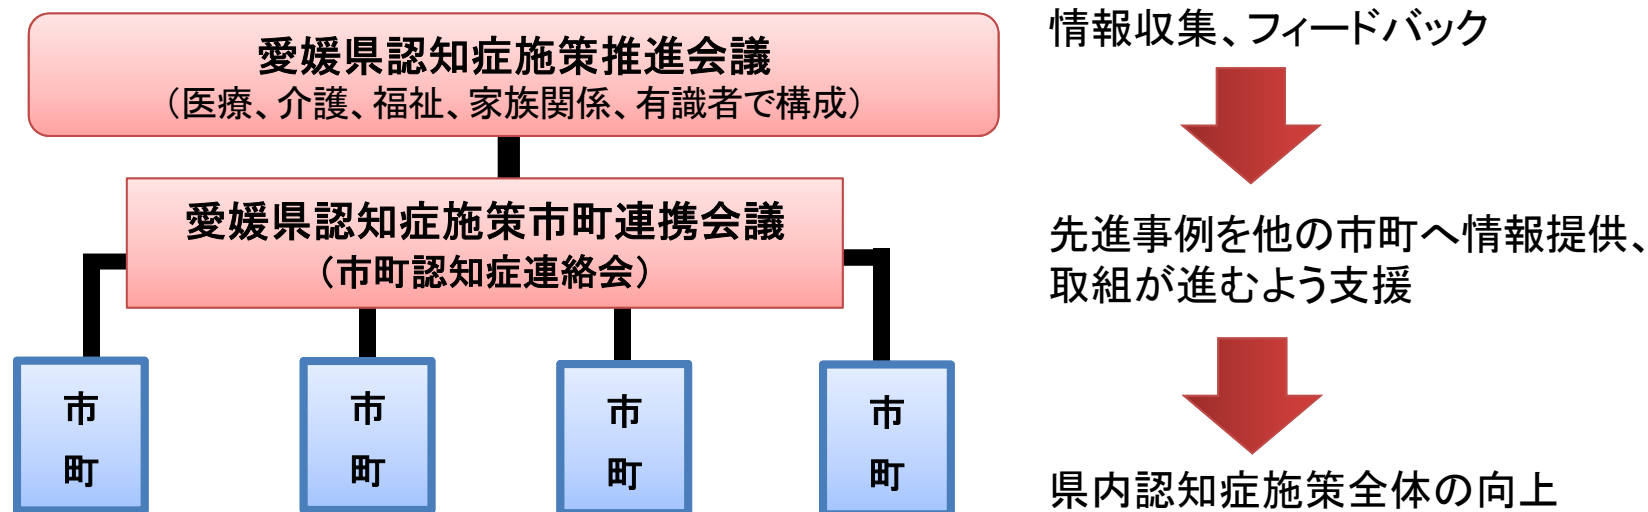 愛媛県認知症施策推進会議
（医療、介護、福祉、家族関係、有識者で構成）
愛媛県認知症施策市町連携会議
（市町認知症連絡会）
市
町
市
町
市
町
市
町
情報収集、フィードバック
先進事例を他の市町へ情報提供、
取組が進むよう支援
県内認知症施策全体の向上